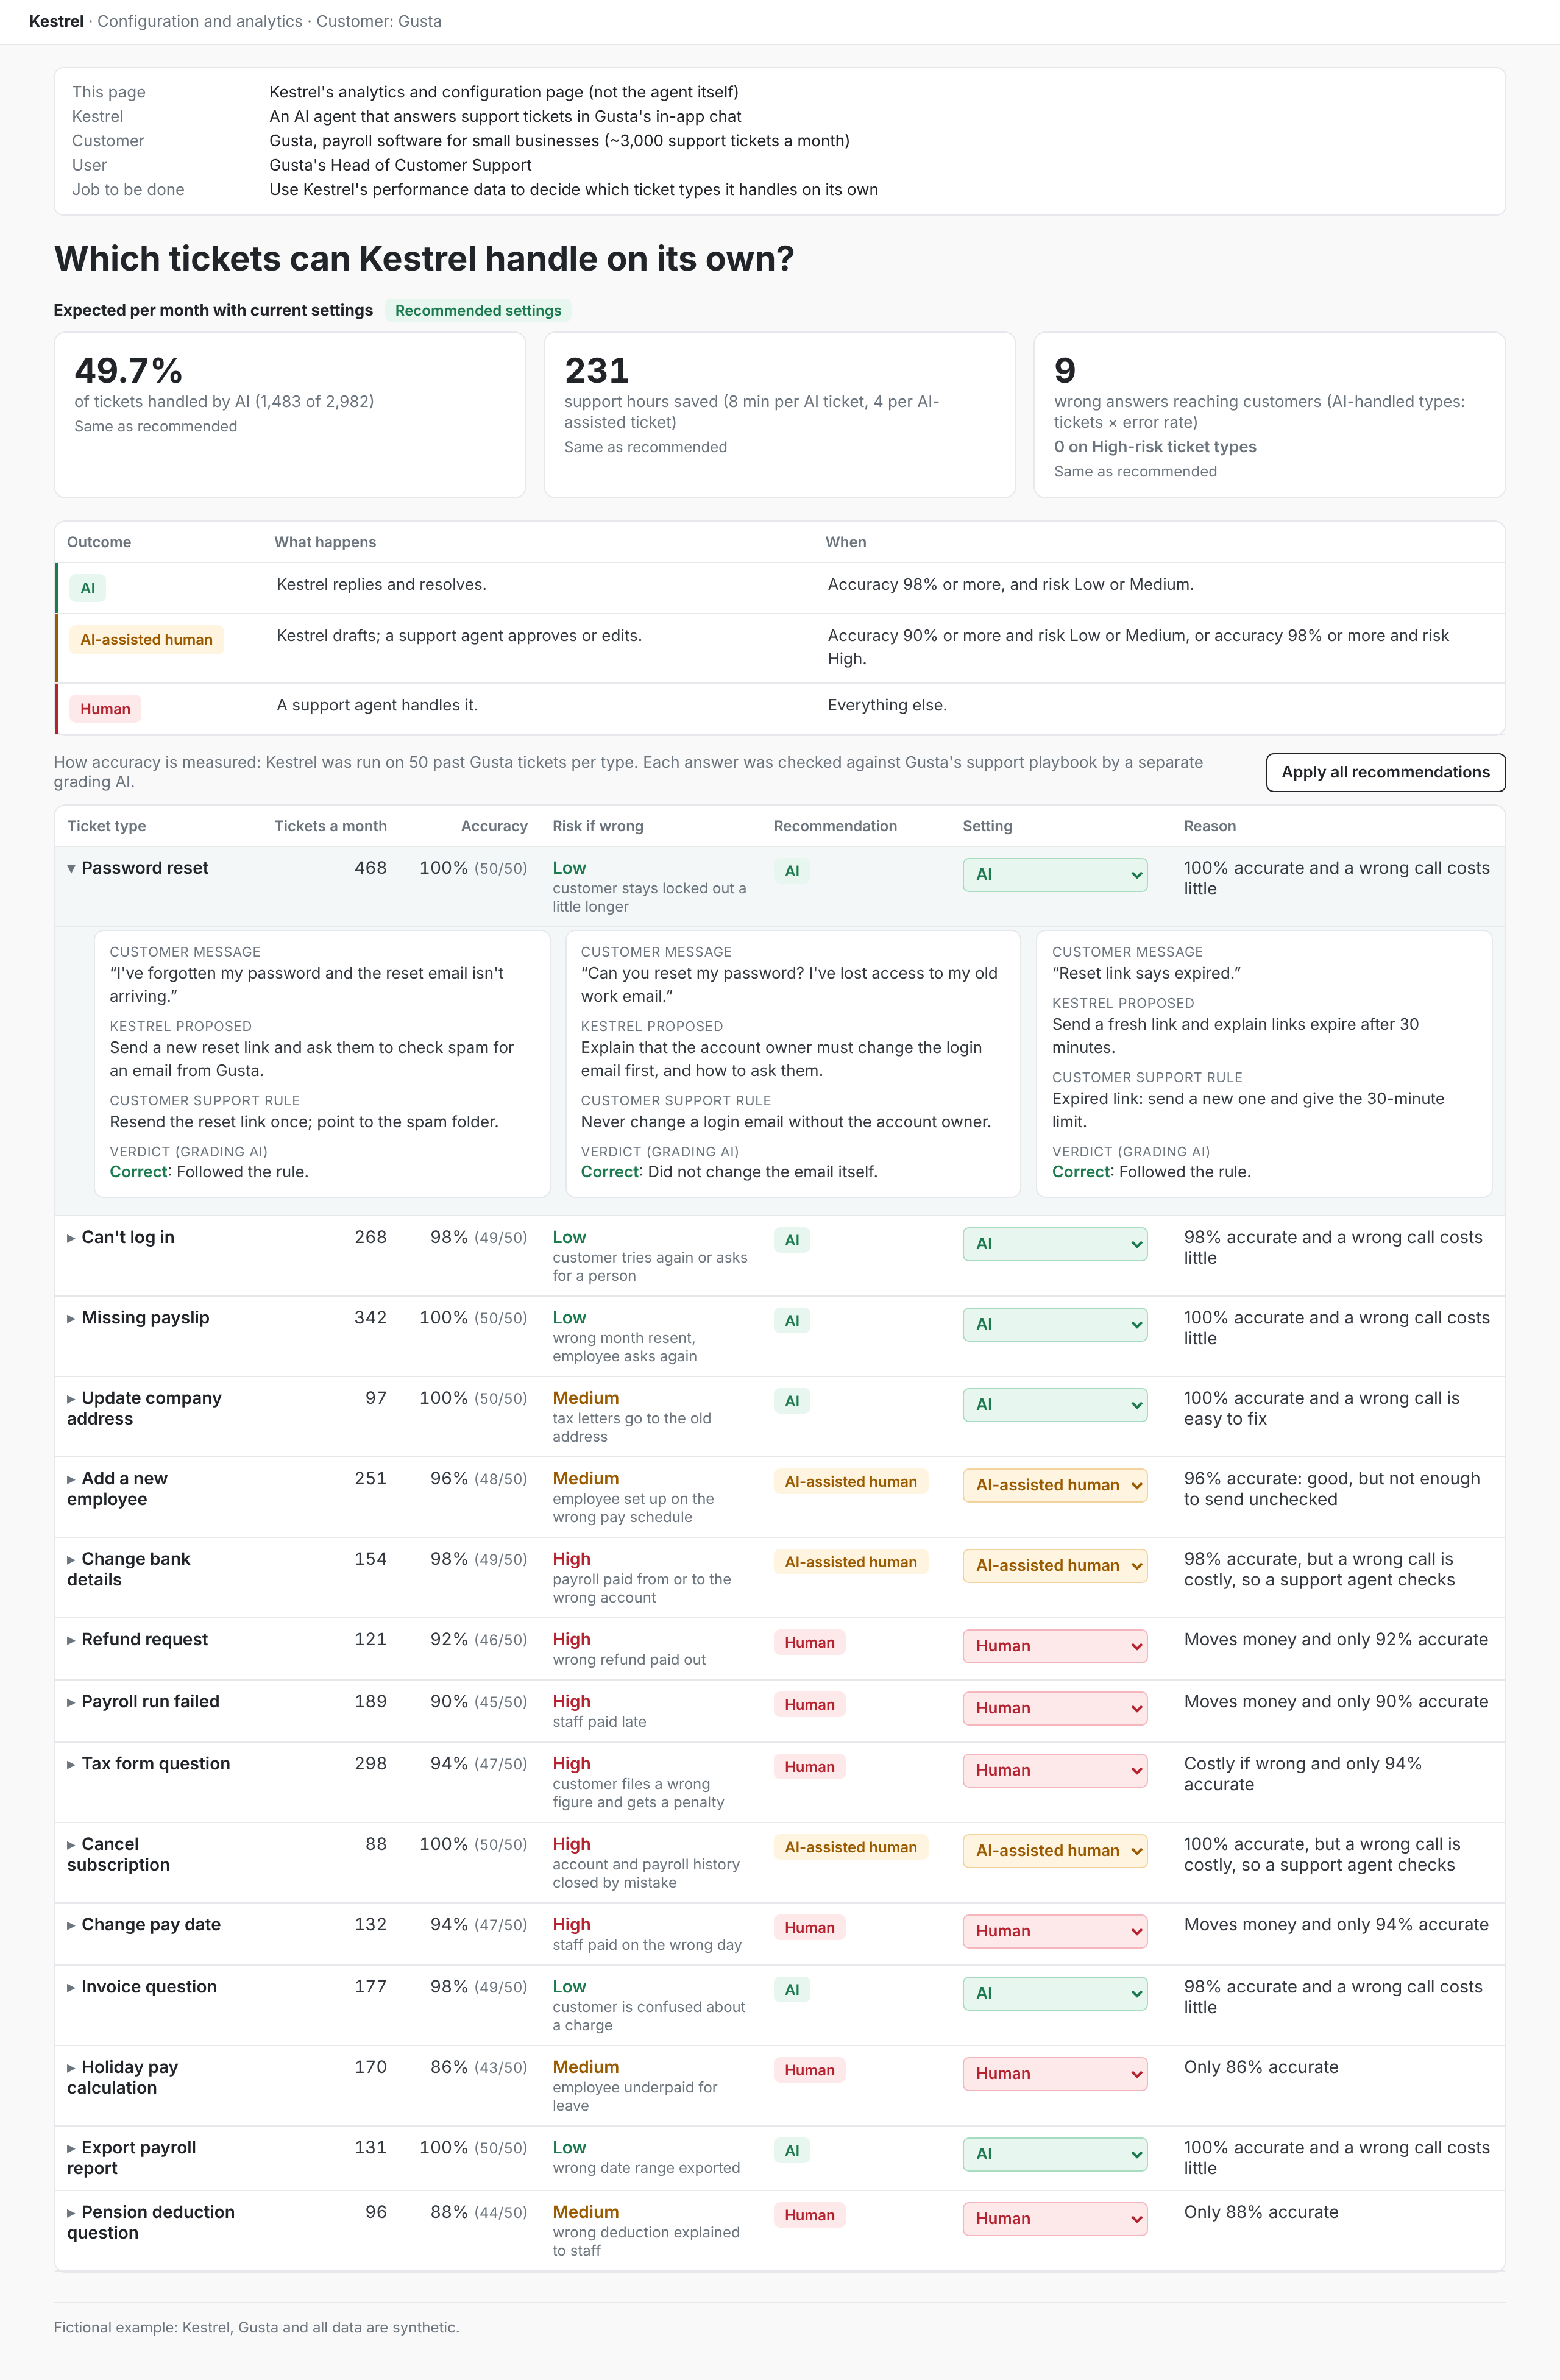 Kestrel · Configuration and analytics · Customer: Gusta
This page Kestrel's analytics and configuration page (not the agent itself)
Kestrel An AI agent that answers support tickets in Gusta's in-app chat
Customer Gusta, payroll software for small businesses (~3,000 support tickets a month)
User Gusta's Head of Customer Support
Job to be done Use Kestrel's performance data to decide which ticket types it handles on its own
Which tickets can Kestrel handle on its own?
Expected per month with current settings Recommended settings
49.7%
of tickets handled by AI (1,483 of 2,982)
Same as recommended
231
support hours saved (8 min per AI ticket, 4 per AI-
assisted ticket)
Same as recommended
9
wrong answers reaching customers (AI-handled types:
tickets × error rate)
0 on High-risk ticket types
Same as recommended
Outcome What happens When
AI Kestrel replies and resolves. Accuracy 98% or more, and risk Low or Medium.
AI-assisted human Kestrel drafts; a support agent approves or edits. Accuracy 90% or more and risk Low or Medium, or accuracy 98% or more and risk
High.
Human A support agent handles it. Everything else.
How accuracy is measured: Kestrel was run on 50 past Gusta tickets per type. Each answer was checked against Gusta's support playbook by a separate
grading AI.
Apply all recommendations
Ticket type Tickets a month Accuracy Risk if wrong Recommendation Setting Reason
▾ Password reset 468 100% (50/50) Low AI AI 100% accurate and a wrong call costs
customer stays locked out a little
little longer
CUSTOMER MESSAGE
“I've forgotten my password and the reset email isn't
arriving.”
KESTREL PROPOSED
Send a new reset link and ask them to check spam for
an email from Gusta.
CUSTOMER SUPPORT RULE
Resend the reset link once; point to the spam folder.
VERDICT (GRADING AI)
Correct: Followed the rule.
CUSTOMER MESSAGE
“Can you reset my password? I've lost access to my old
work email.”
KESTREL PROPOSED
Explain that the account owner must change the login
email first, and how to ask them.
CUSTOMER SUPPORT RULE
Never change a login email without the account owner.
VERDICT (GRADING AI)
Correct: Did not change the email itself.
CUSTOMER MESSAGE
“Reset link says expired.”
KESTREL PROPOSED
Send a fresh link and explain links expire after 30
minutes.
CUSTOMER SUPPORT RULE
Expired link: send a new one and give the 30-minute
limit.
VERDICT (GRADING AI)
Correct: Followed the rule.
▸ Can't log in 268 98% (49/50) Low AI AI 98% accurate and a wrong call costs
customer tries again or asks little
for a person
▸ Missing payslip 342 100% (50/50) Low AI AI 100% accurate and a wrong call costs
wrong month resent, little
employee asks again
▸ Update company 97 100% (50/50) Medium AI AI 100% accurate and a wrong call is
address tax letters go to the old easy to fix
address
▸ Add a new 251 96% (48/50) Medium AI-assisted human AI-assisted human 96% accurate: good, but not enough
employee employee set up on the to send unchecked
wrong pay schedule
▸ Change bank 154 98% (49/50) High AI-assisted human AI-assisted human 98% accurate, but a wrong call is
details payroll paid from or to the costly, so a support agent checks
wrong account
▸ Refund request 121 92% (46/50) High Human Human Moves money and only 92% accurate
wrong refund paid out
▸ Payroll run failed 189 90% (45/50) High Human Human Moves money and only 90% accurate
staff paid late
▸ Tax form question 298 94% (47/50) High Human Human Costly if wrong and only 94%
customer files a wrong accurate
figure and gets a penalty
▸ Cancel 88 100% (50/50) High AI-assisted human AI-assisted human 100% accurate, but a wrong call is
subscription account and payroll history costly, so a support agent checks
closed by mistake
▸ Change pay date 132 94% (47/50) High Human Human Moves money and only 94% accurate
staff paid on the wrong day
▸ Invoice question 177 98% (49/50) Low AI AI 98% accurate and a wrong call costs
customer is confused about little
a charge
▸ Holiday pay 170 86% (43/50) Medium Human Human Only 86% accurate
calculation employee underpaid for
leave
▸ Export payroll 131 100% (50/50) Low AI AI 100% accurate and a wrong call costs
report wrong date range exported little
▸ Pension deduction 96 88% (44/50) Medium Human Human Only 88% accurate
question wrong deduction explained
to staff
Fictional example: Kestrel, Gusta and all data are synthetic.